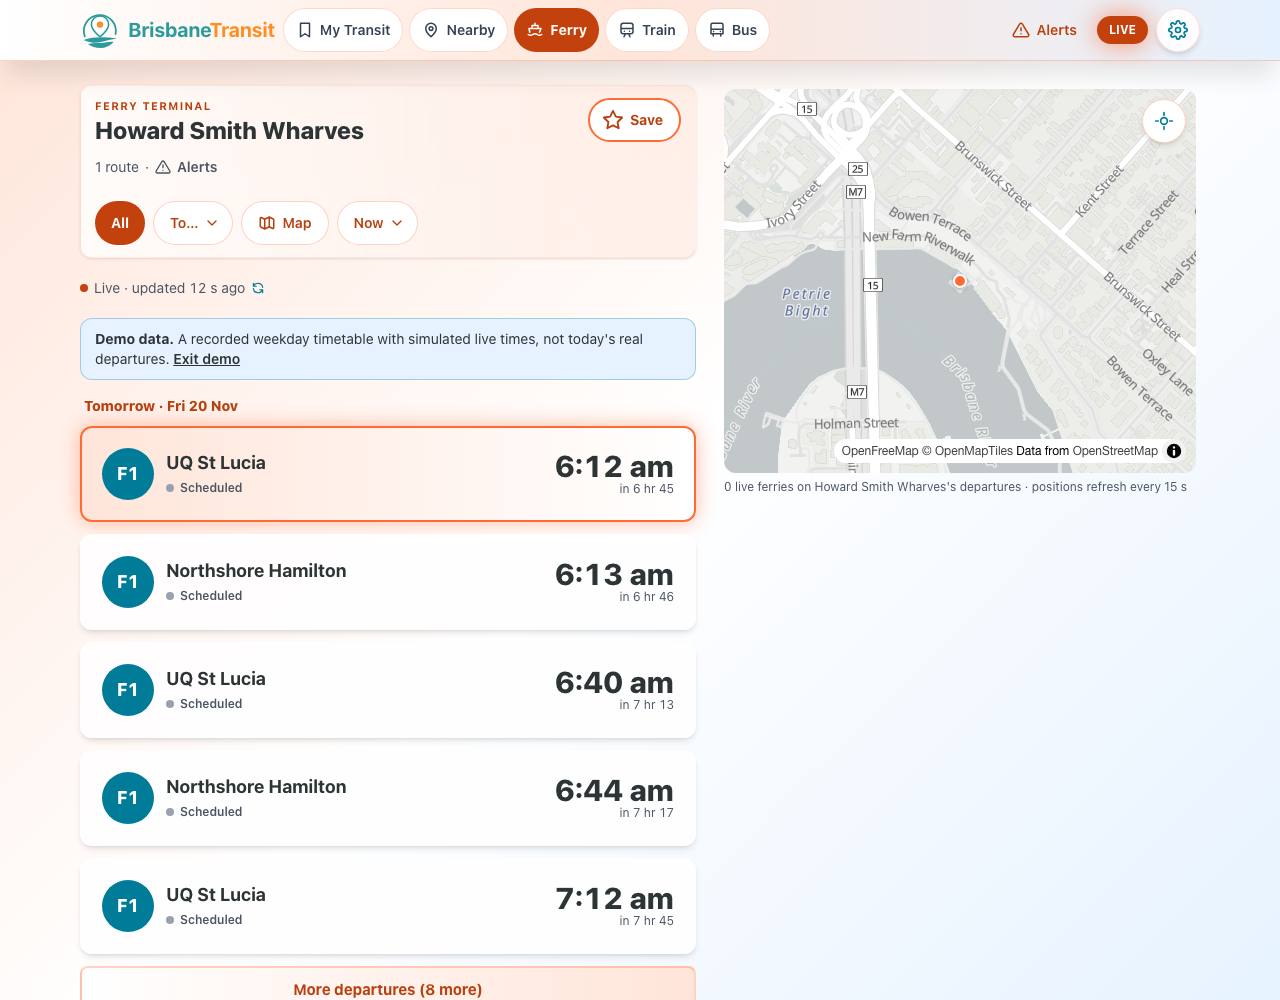 BrisbaneTransit
My Transit
Nearby
Ferry
Train
Bus
Alerts
LIVE
FERRY TERMINAL
Howard Smith Wharves
Save
1 route · Alerts
All
To...
Map
Now
Live · updated 12 s ago
Demo data. A recorded weekday timetable with simulated live times, not today's real
departures. Exit demo
Tomorrow · Fri 20 Nov
F1
UQ St Lucia
Scheduled
6:12 am
in 6 hr 45
F1
Northshore Hamilton
Scheduled
6:13 am
in 6 hr 46
F1
UQ St Lucia
Scheduled
6:40 am
in 7 hr 13
F1
Northshore Hamilton
Scheduled
6:44 am
in 7 hr 17
F1
UQ St Lucia
Scheduled
7:12 am
in 7 hr 45
More departures (8 more)
15
25
M7
Ivory Street
Brunswick Street
Kent Street
Terrace Street
Bowen Terrace
New Farm Riverwalk
15
Petrie
Bight
Brunswick Street
Oxley Lane
Bowen Terrace
M7
Holman Street
River
Brisbane
OpenFreeMap © OpenMapTiles Data from OpenStreetMap
0 live ferries on Howard Smith Wharves's departures · positions refresh every 15 s